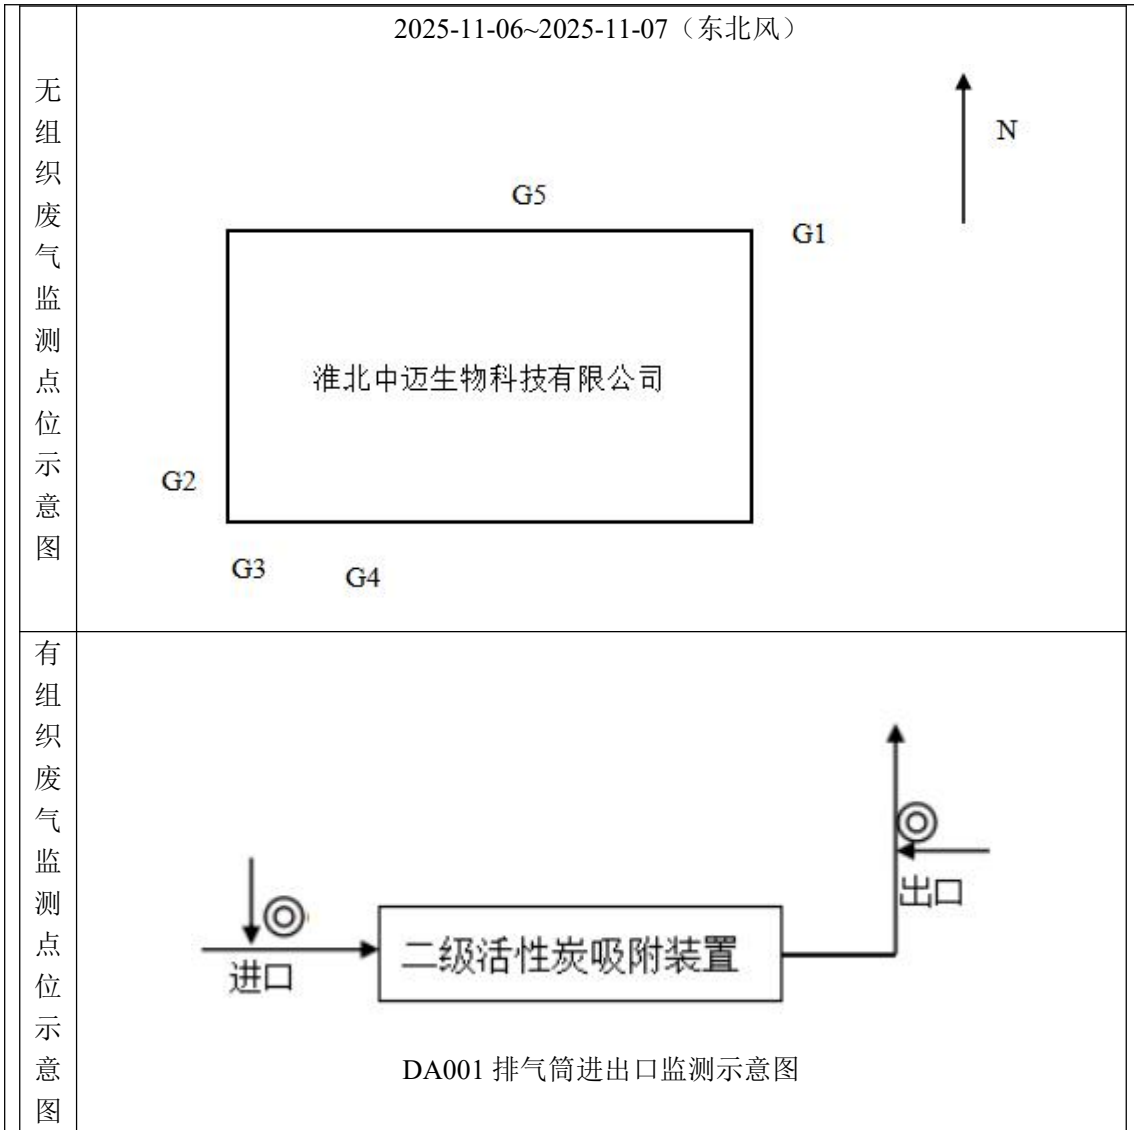 2025-11-06~2025-11-07（东北风）
无组织废气监测点位示意图
N
G5
G1
淮北中迈生物科技有限公司
G2
G3
G4
有组织废气监测点位示意图
出口
二级活性炭吸附装置
进口
DA001 排气筒进出口监测示意图